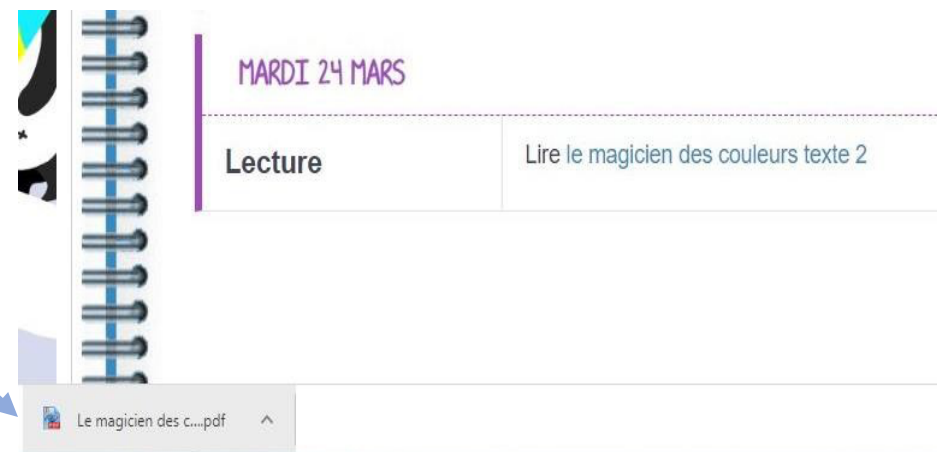 MARDI 24 MARS
Lecture
Lire le magicien des couleurs texte 2
Le magicien des c....pdf